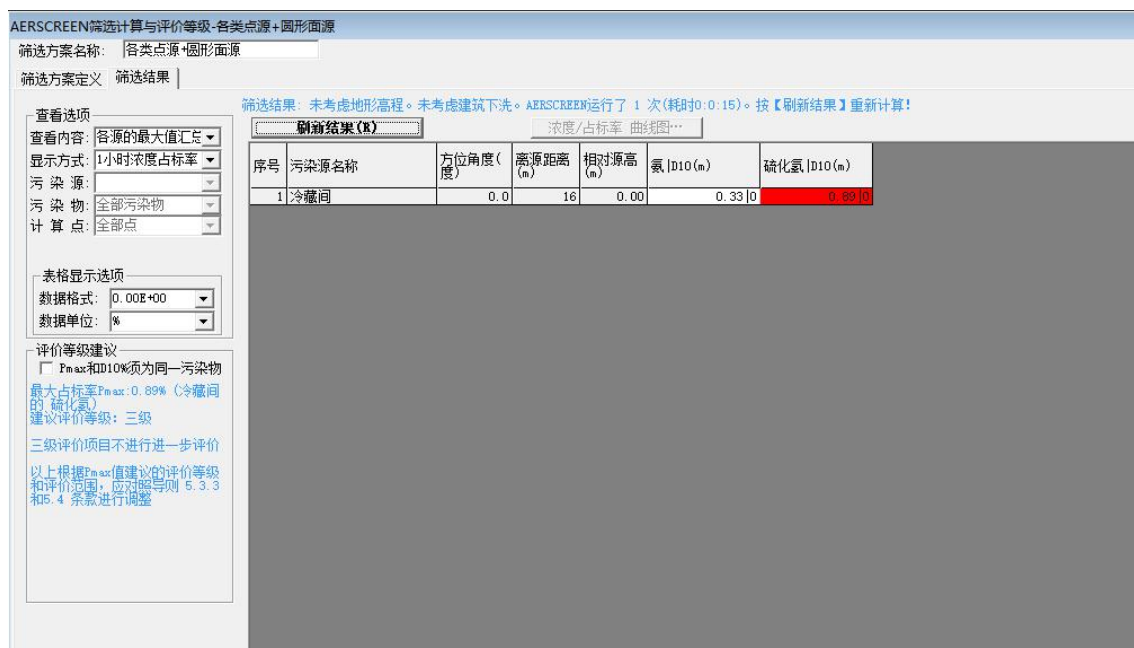 AERSCREEN筛选计算与评价等级-各类点源+圆形面源
筛选方案名称: 各类点源+圆形面源
筛选方案定义 筛选结果
筛选结果: 未考虑地形高程。未考虑建筑下洗。AERSCREEN运行了 1 次(耗时0:0:15)。按【刷新结果】重新计算!
查看选项
查看内容: 各源的最大值汇总
显示方式: 1小时浓度占标率
污 染 源:
污 染 物: 全部污染物
计 算 点: 全部点
表格显示选项
数据格式: 0.00E+00
数据单位: %
评价等级建议
Pmax和D10%须为同一污染物
最大占标率Pmax:0.89% (冷藏间
的 硫化氢)
建议评价等级: 三级
三级评价项目不进行进一步评价
以上根据Pmax值建议的评价等级
和评价范围,应对照导则 5.3.3
和5.4 条款进行调整
刷新结果(R) 浓度/占标率 曲线图…
序号 污染源名称 方位角度(度) 离源距离(m) 相对源高(m) 氨|D10(m) 硫化氢|D10(m)
1 冷藏间 0.0 16 0.00 0.33|0 0.89|0